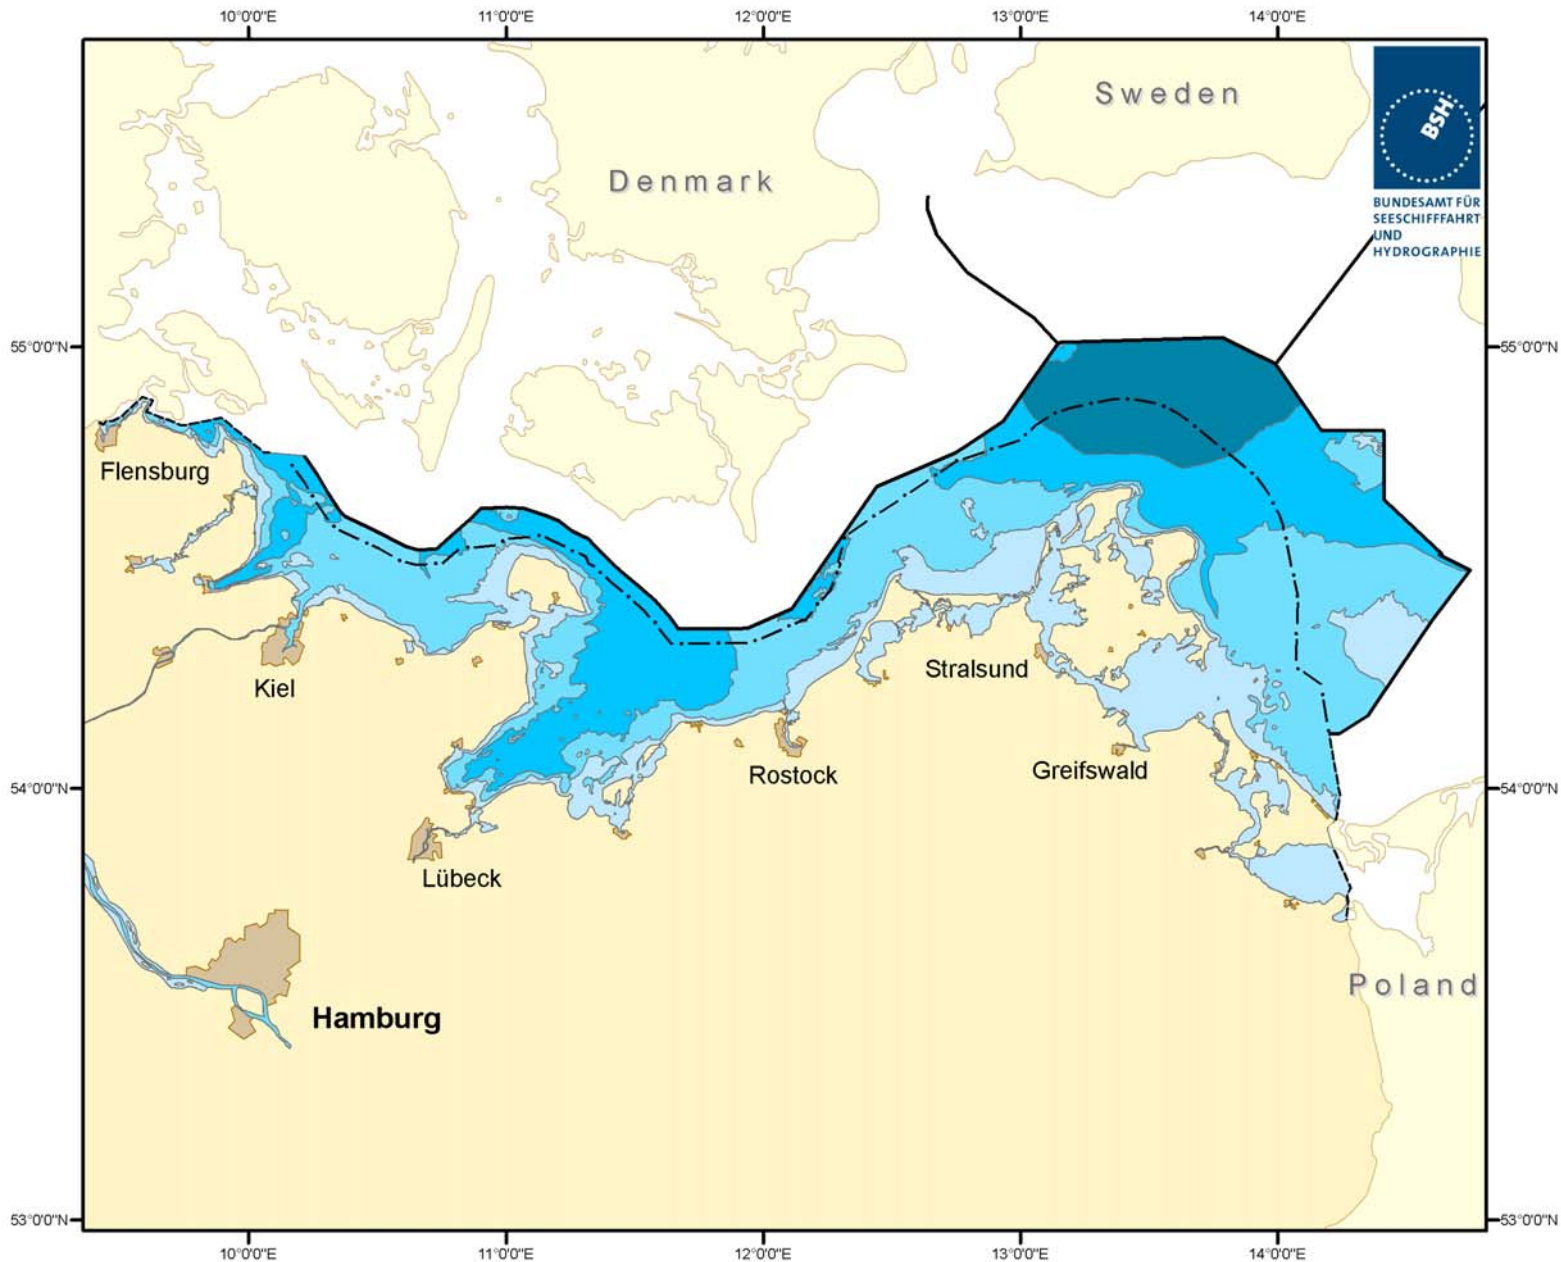 10°0'0"E 11°0'0"E 12°0'0"E 13°0'0"E 14°0'0"E
Sweden
BSH
Denmark
BUNDESAMT FÜR
SEESCHIFFFAHRT
UND
HYDROGRAPHIE
55°0'0"N 55°0'0"N
Flensburg
Stralsund
Kiel
Greifswald
Rostock
54°0'0"N 54°0'0"N
Lübeck
Poland
Hamburg
53°0'0"N 53°0'0"N
10°0'0"E 11°0'0"E 12°0'0"E 13°0'0"E 14°0'0"E